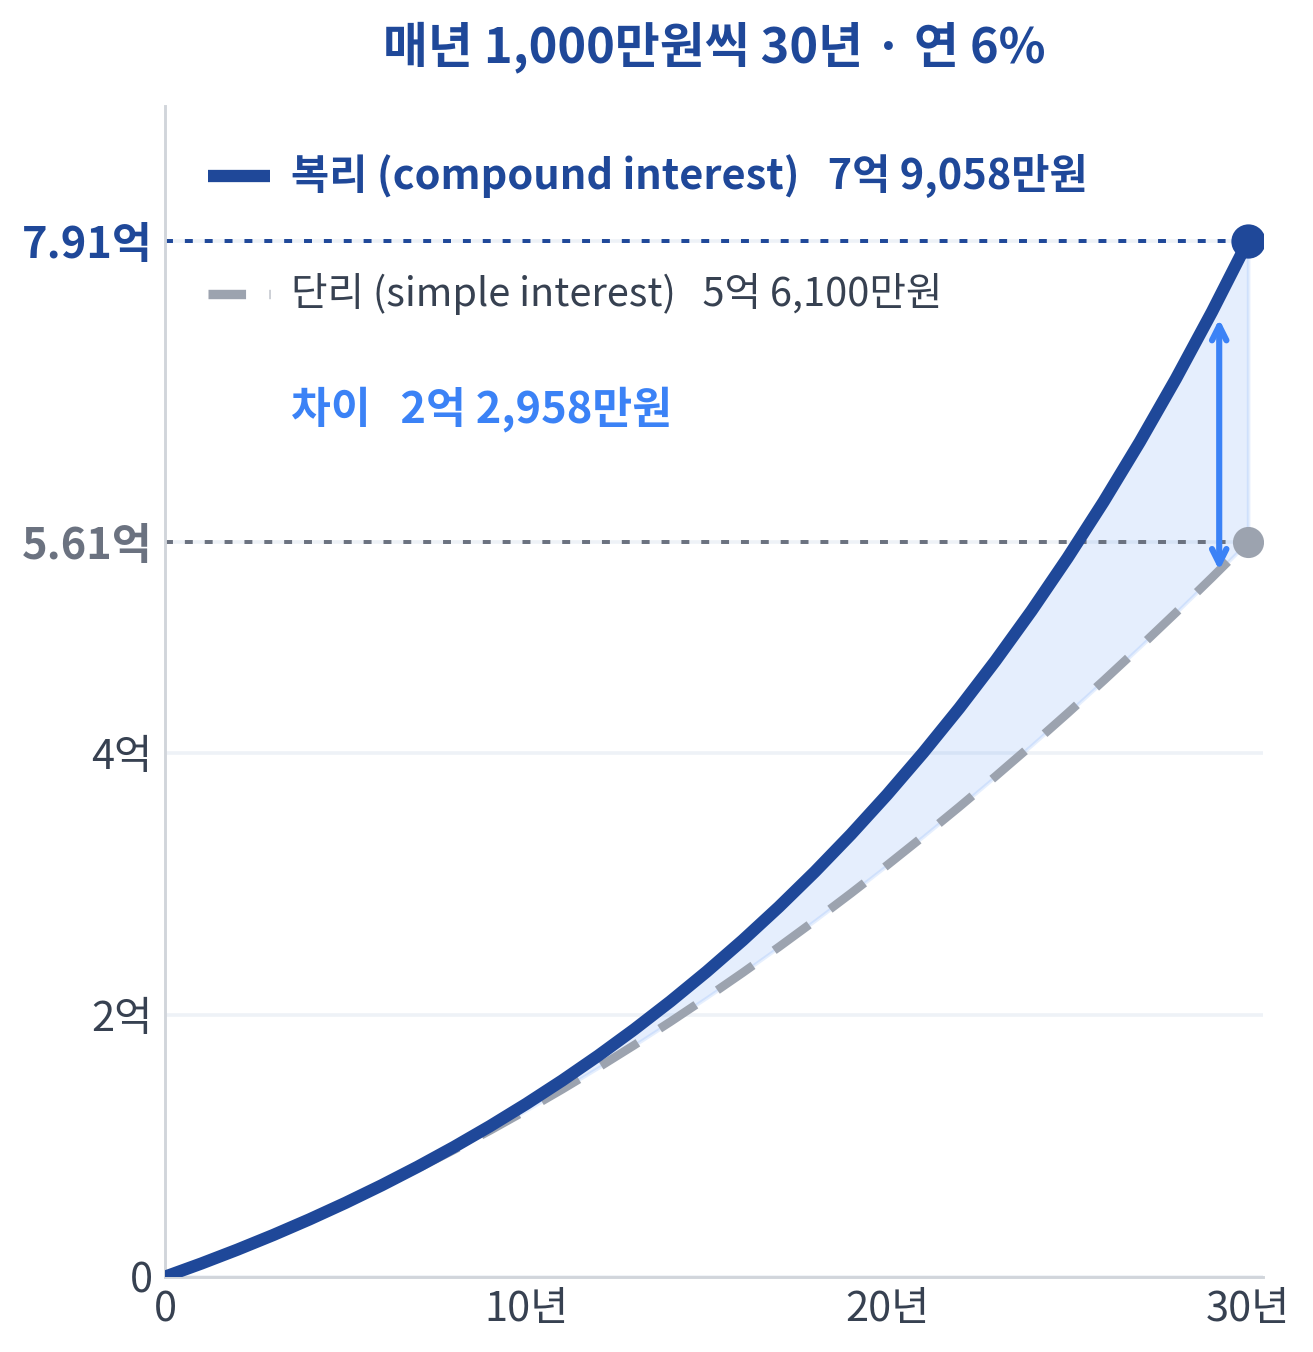 매년 1,000만원씩 30년 · 연 6%
복리 (compound interest) 7억 9,058만원
7.91억
단리 (simple interest) 5억 6,100만원
차이 2억 2,958만원
5.61억
4억
2억
0
0 10년 20년 30년